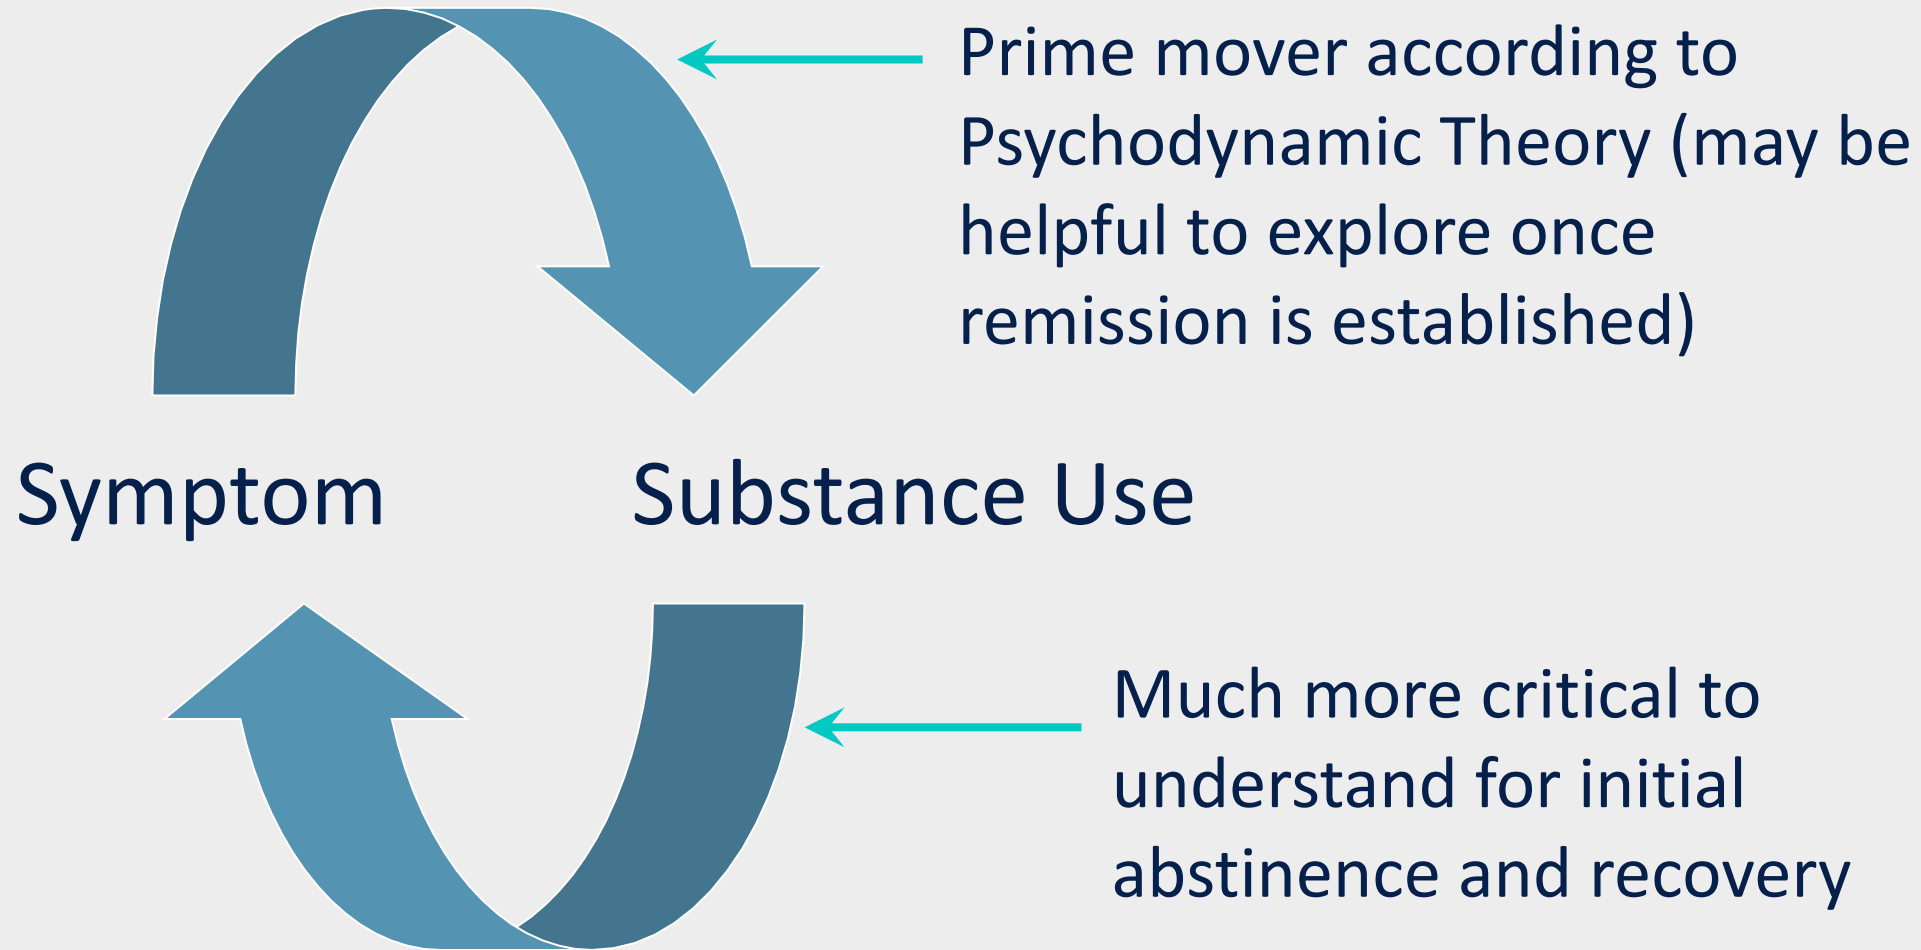 Prime mover according to
Psychodynamic Theory (may be
helpful to explore once
remission is established)
Symptom
Substance Use
Much more critical to
understand for initial
abstinence and recovery